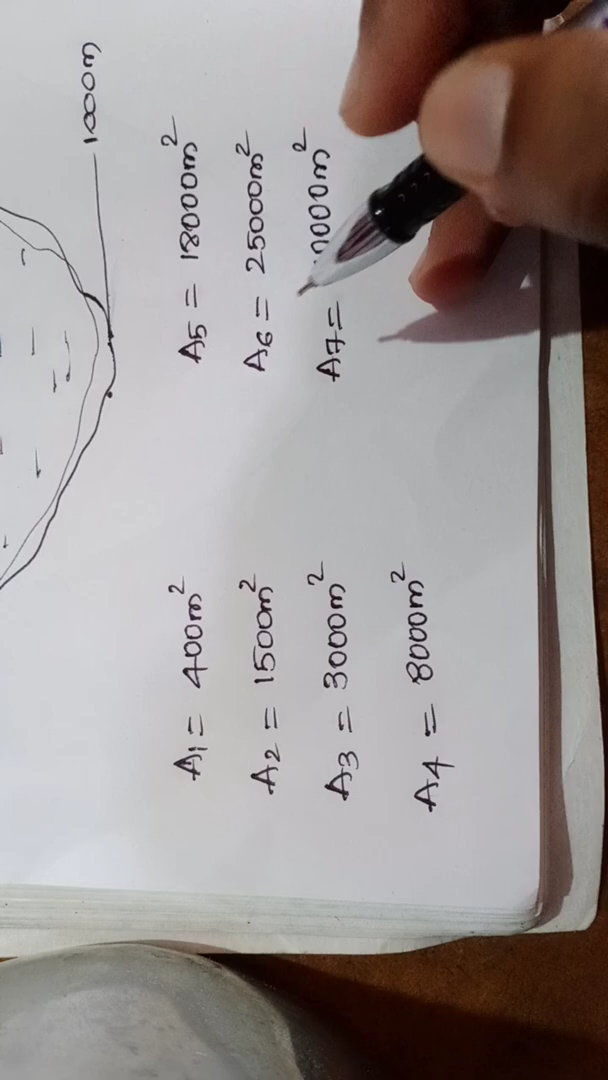 1000m
A1 = 400m²
A2 = 1500m²
A3 = 3000m²
A4 = 8000m²
A5 = 18000m²
A6 = 25000m²
A7 =